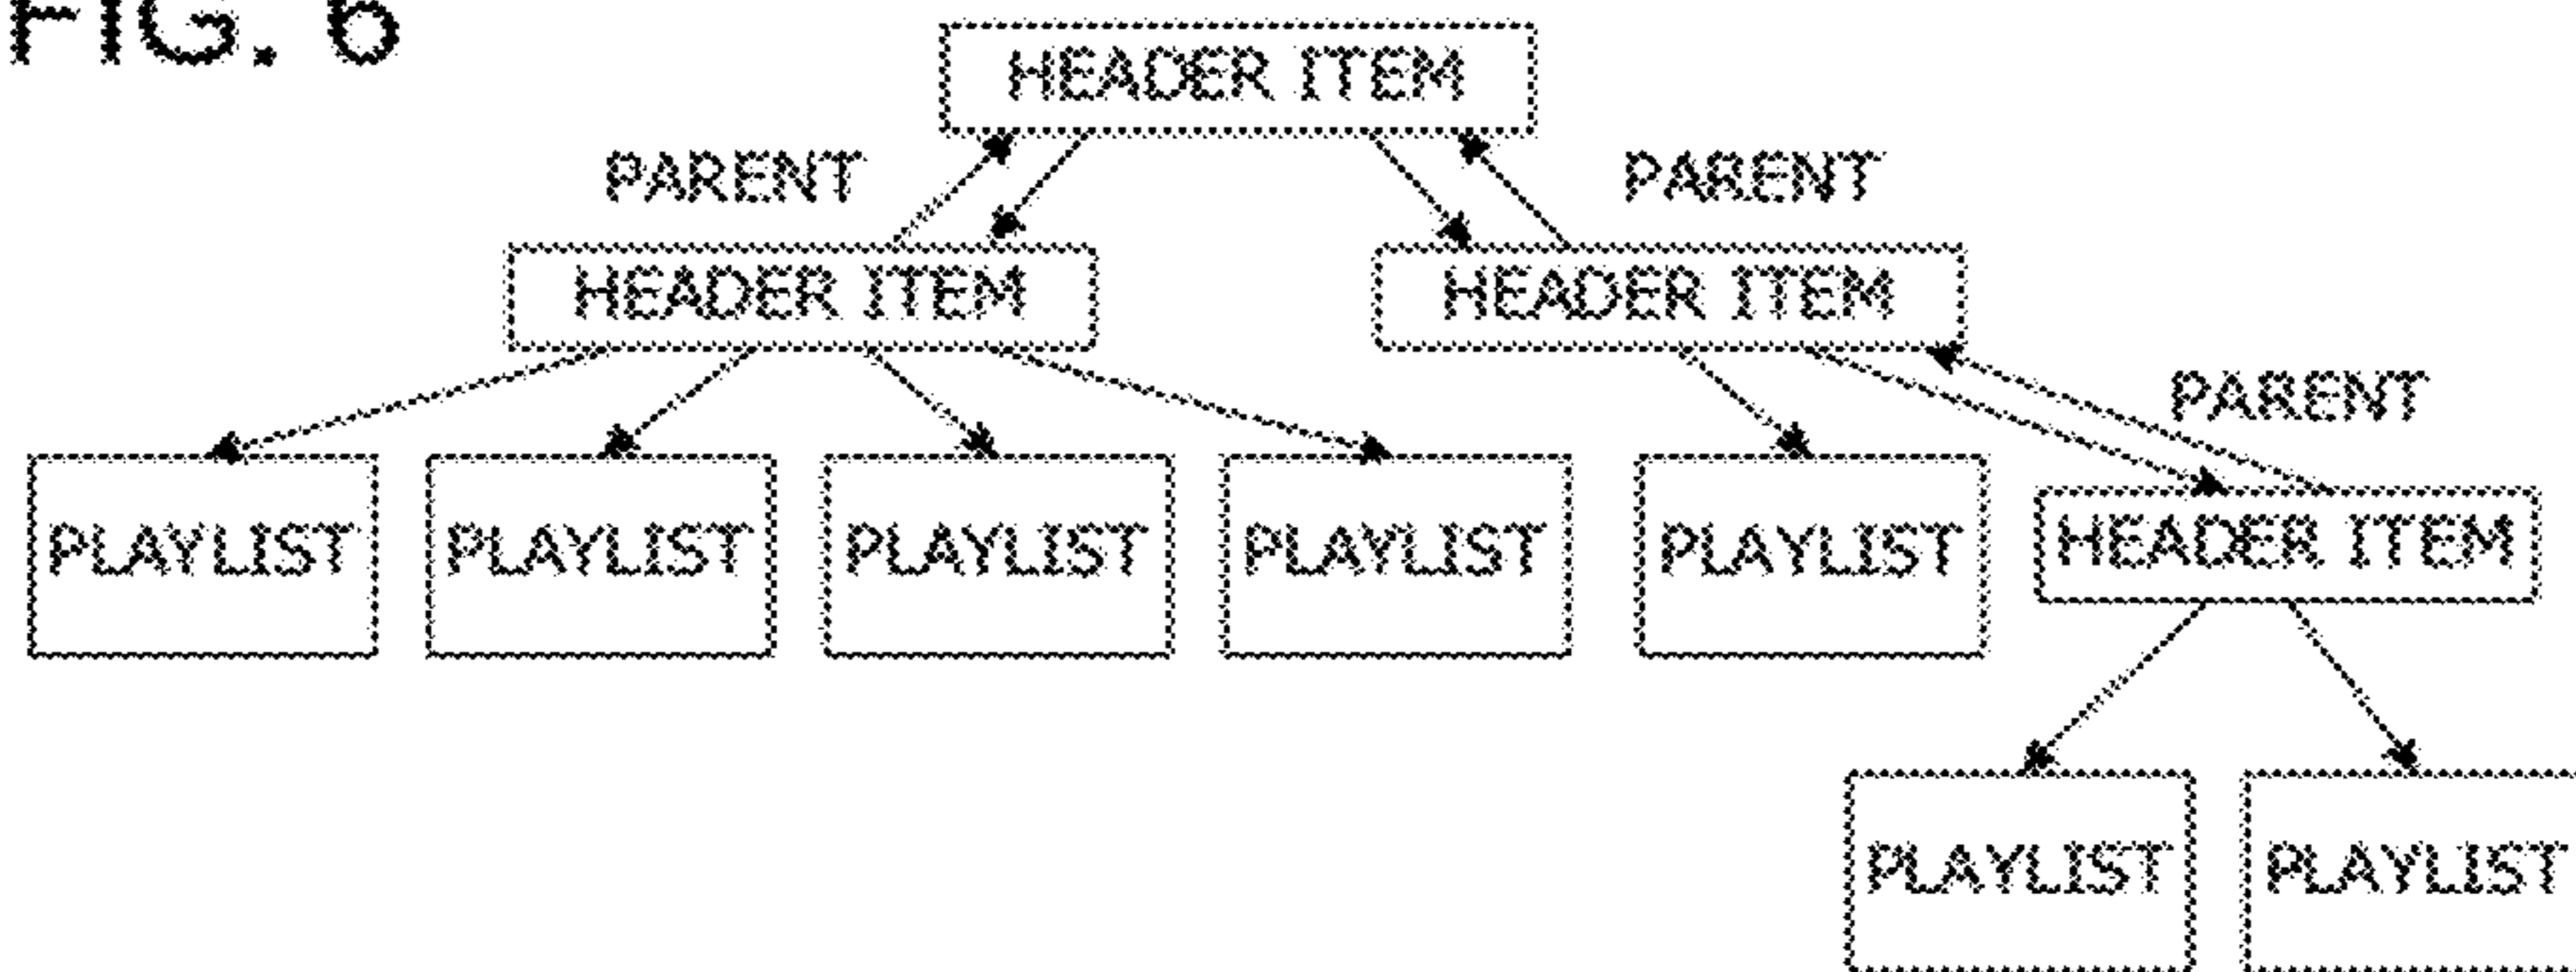 FIG. 6
HEADER ITEM
PARENT PARENT
HEADER ITEM HEADER ITEM
PARENT
PLAYLIST PLAYLIST PLAYLIST PLAYLIST PLAYLIST HEADER ITEM
PLAYLIST PLAYLIST